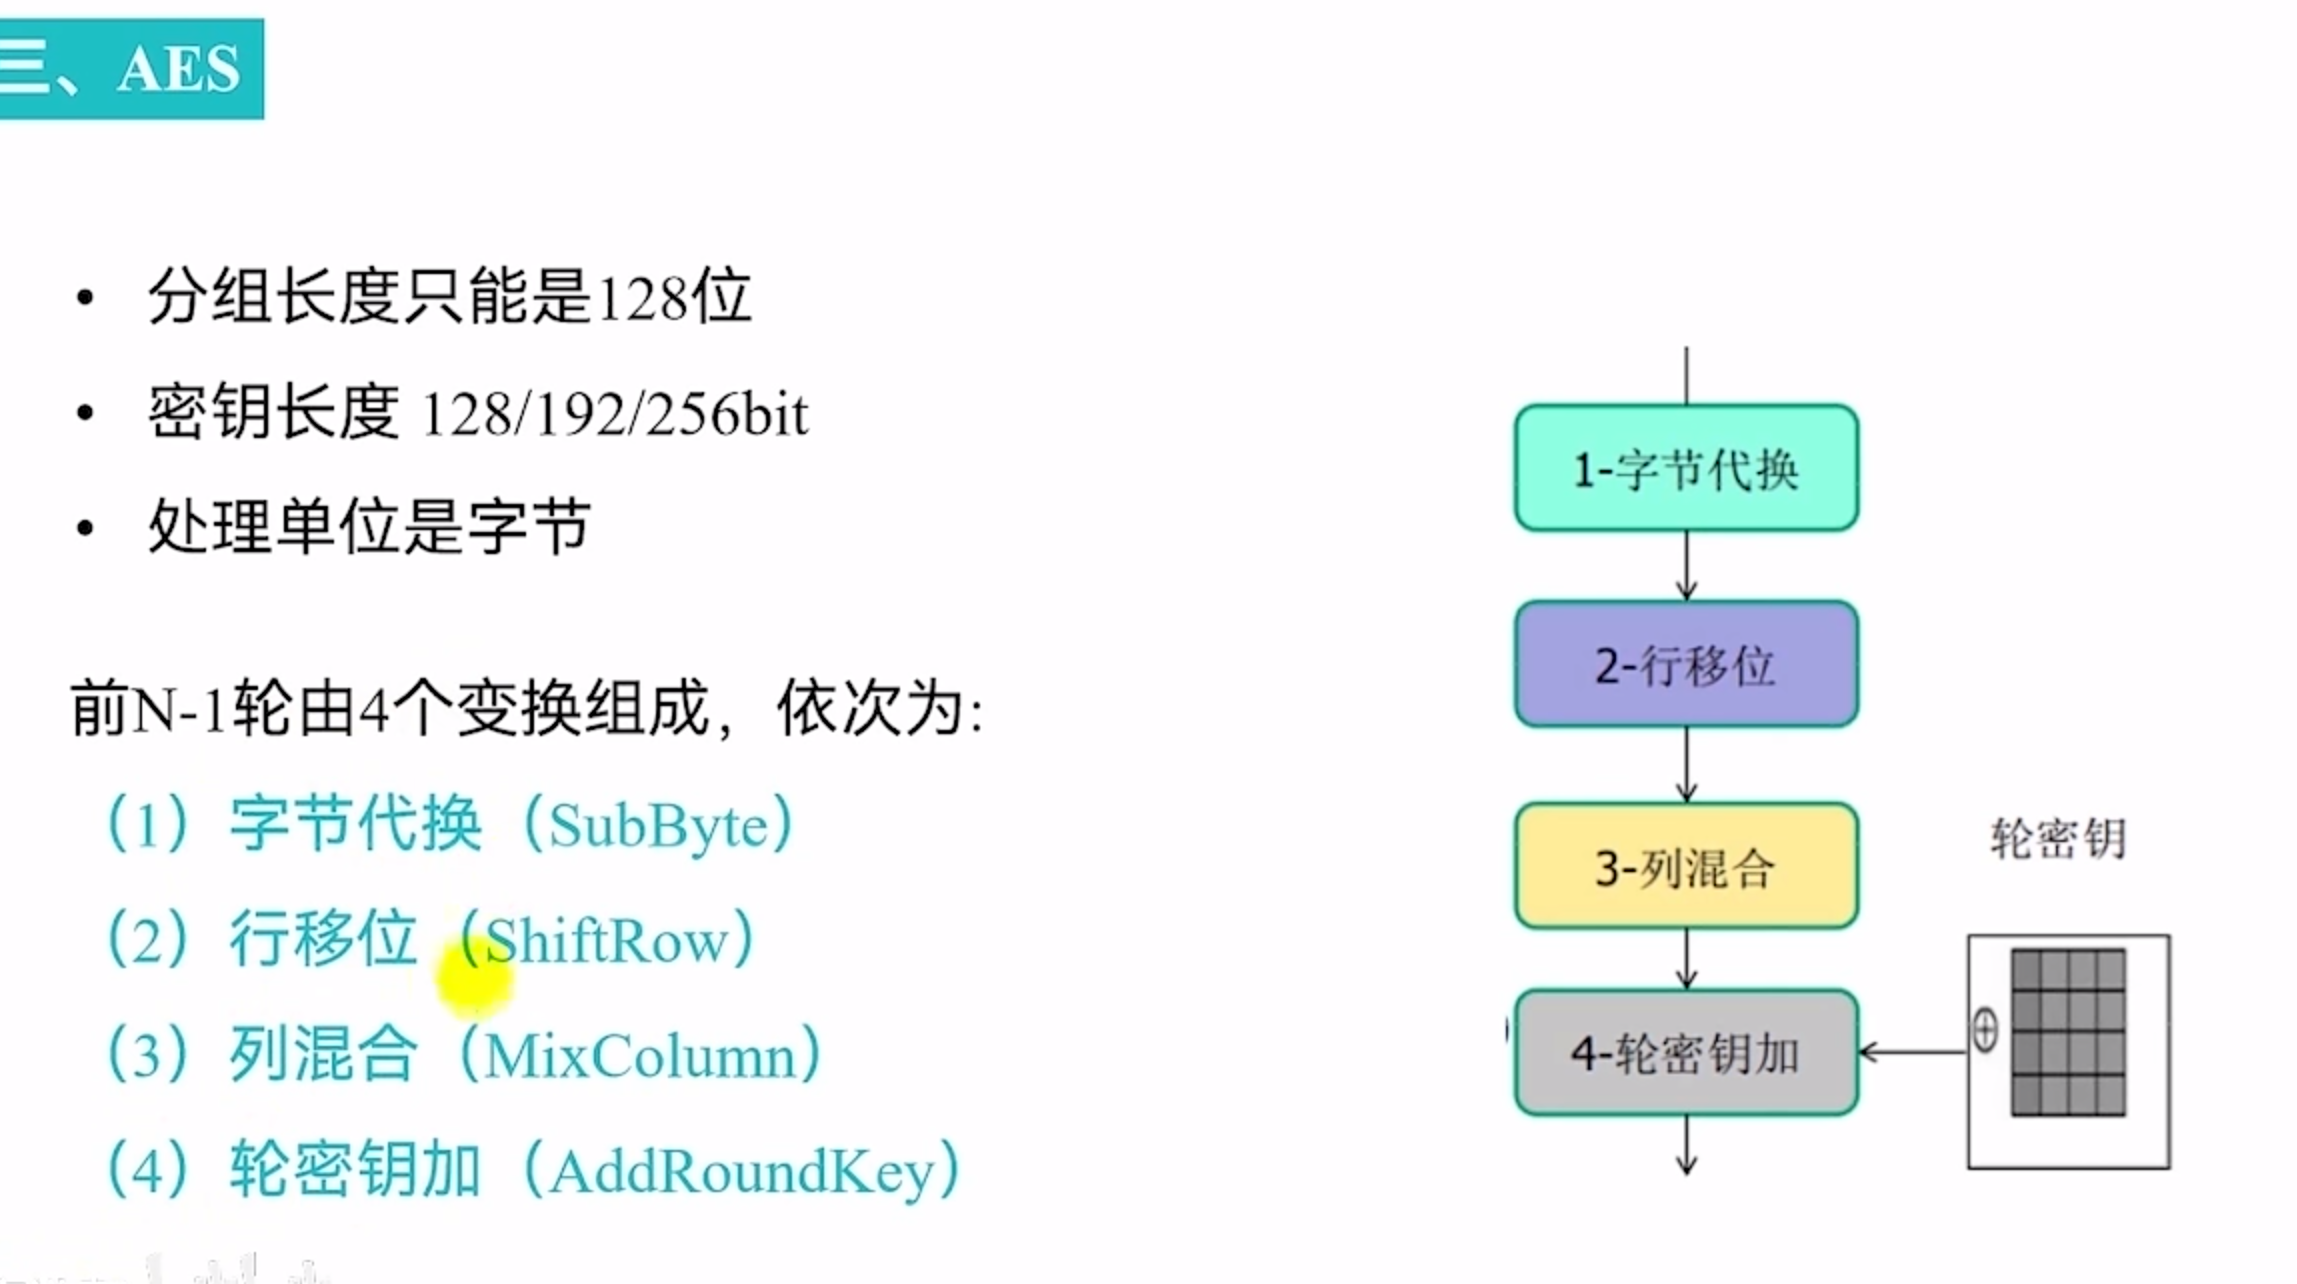 三、AES
• 分组长度只能是128位
• 密钥长度 128/192/256bit
• 处理单位是字节
前N-1轮由4个变换组成，依次为:
（1）字节代换（SubByte）
（2）行移位（ShiftRow）
（3）列混合（MixColumn）
（4）轮密钥加（AddRoundKey）
1-字节代换
2-行移位
3-列混合
轮密钥
4-轮密钥加